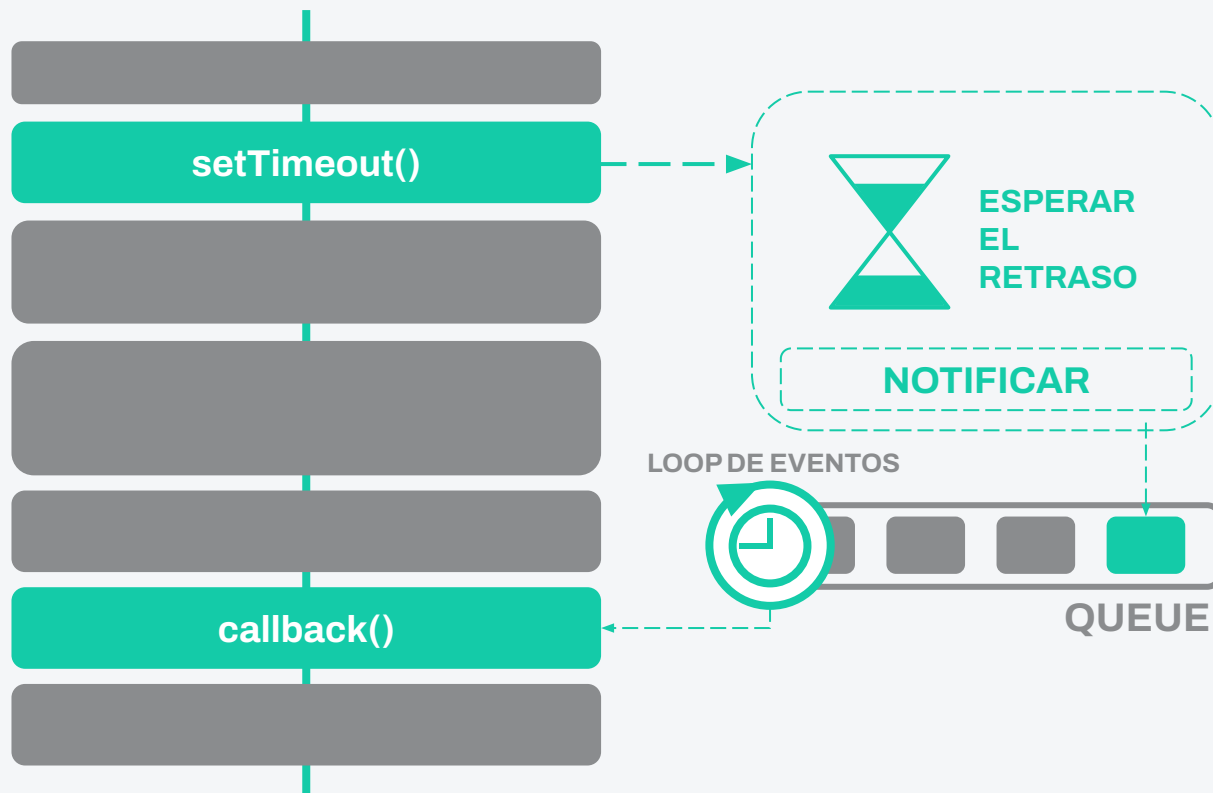 setTimeout()
ESPERAR
EL
RETRASO
NOTIFICAR
LOOP DE EVENTOS
QUEUE
callback()